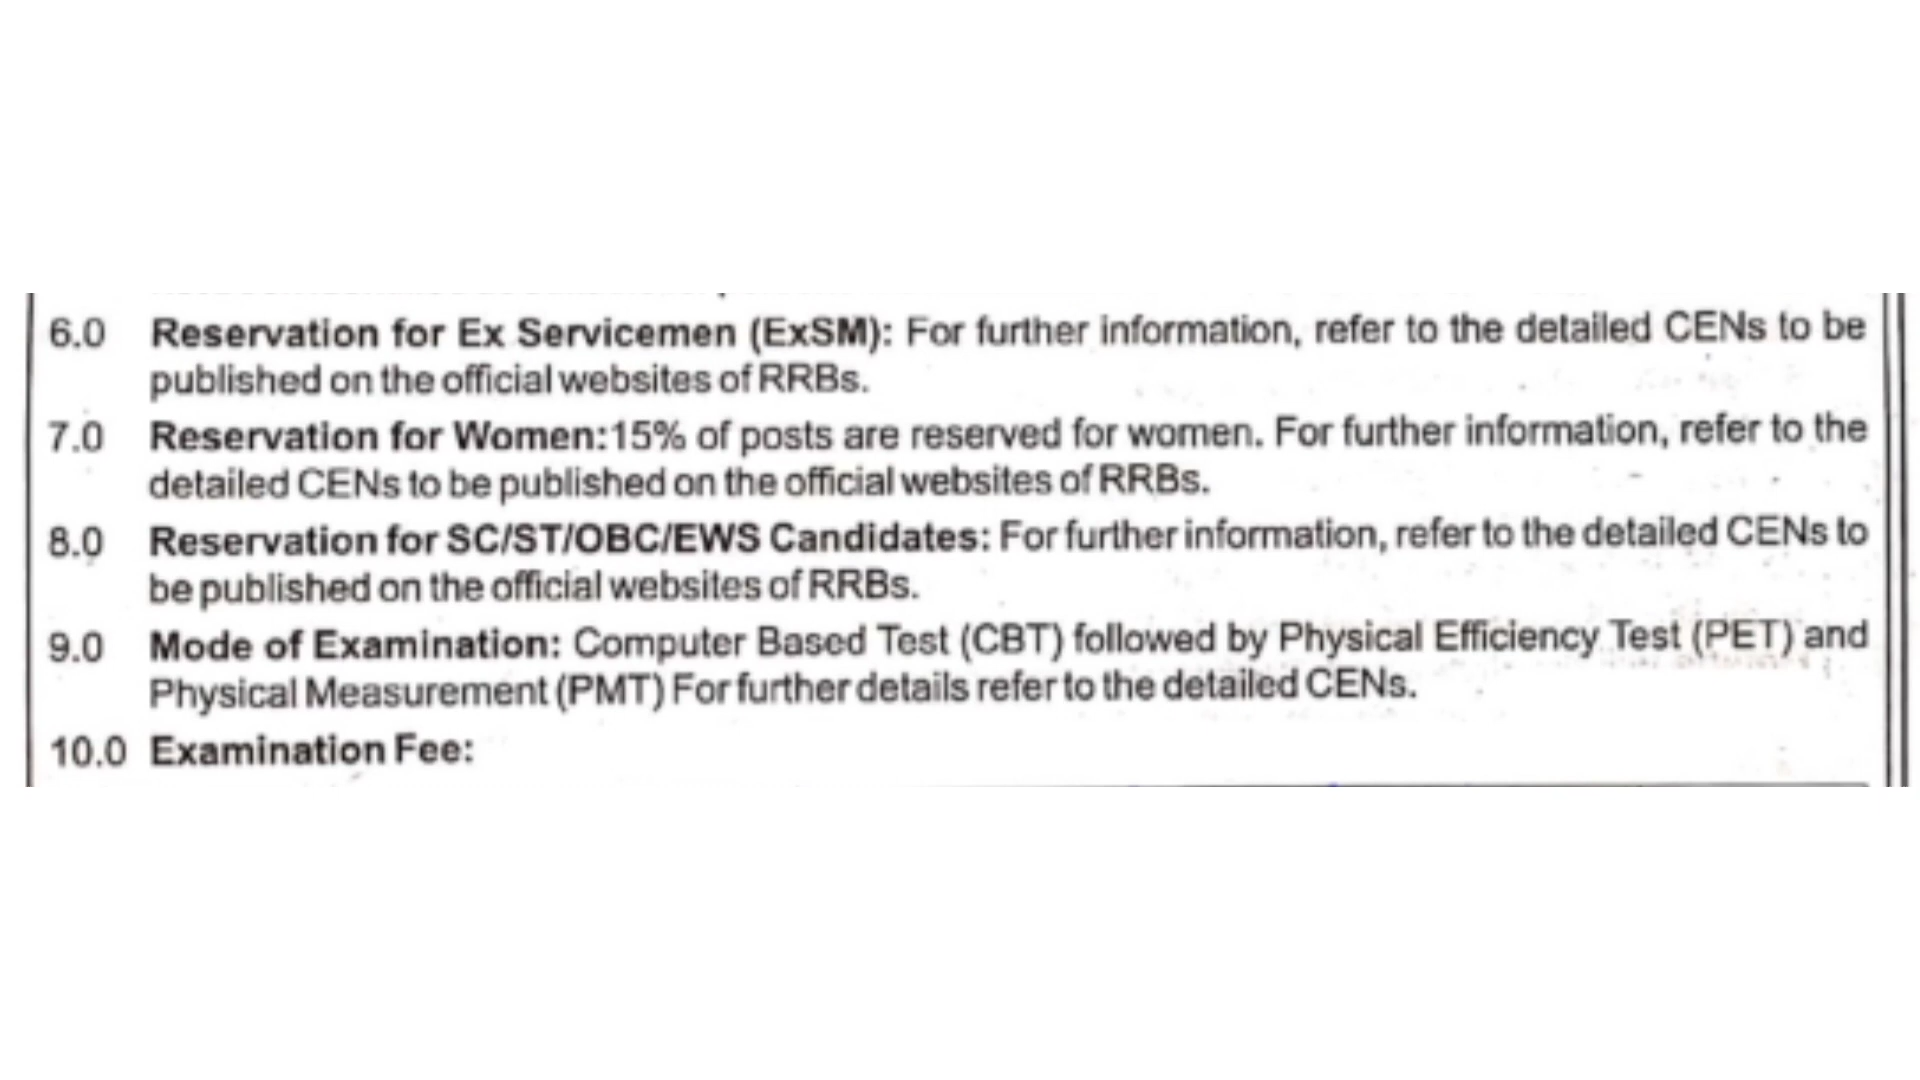 6.0 Reservation for Ex Servicemen (ExSM): For further information, refer to the detailed CENs to be
published on the official websites of RRBs.
7.0 Reservation for Women:15% of posts are reserved for women. For further information, refer to the
detailed CENs to be published on the official websites of RRBs.
8.0 Reservation for SC/ST/OBC/EWS Candidates: For further information, refer to the detailed CENs to
be published on the official websites of RRBs.
9.0 Mode of Examination: Computer Based Test (CBT) followed by Physical Efficiency Test (PET) and
Physical Measurement (PMT) For further details refer to the detailed CENs.
10.0 Examination Fee: